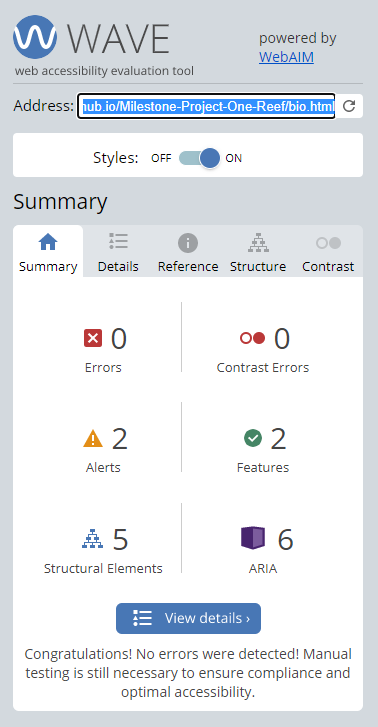 WAVE
web accessibility evaluation tool
powered by
WebAIM
Address: hub.io/Milestone-Project-One-Reef/bio.html
Styles: OFF ON
Summary
Summary Details Reference Structure Contrast
0 0
Errors Contrast Errors
2 2
Alerts Features
5 6
Structural Elements ARIA
View details ›
Congratulations! No errors were detected! Manual
testing is still necessary to ensure compliance and
optimal accessibility.